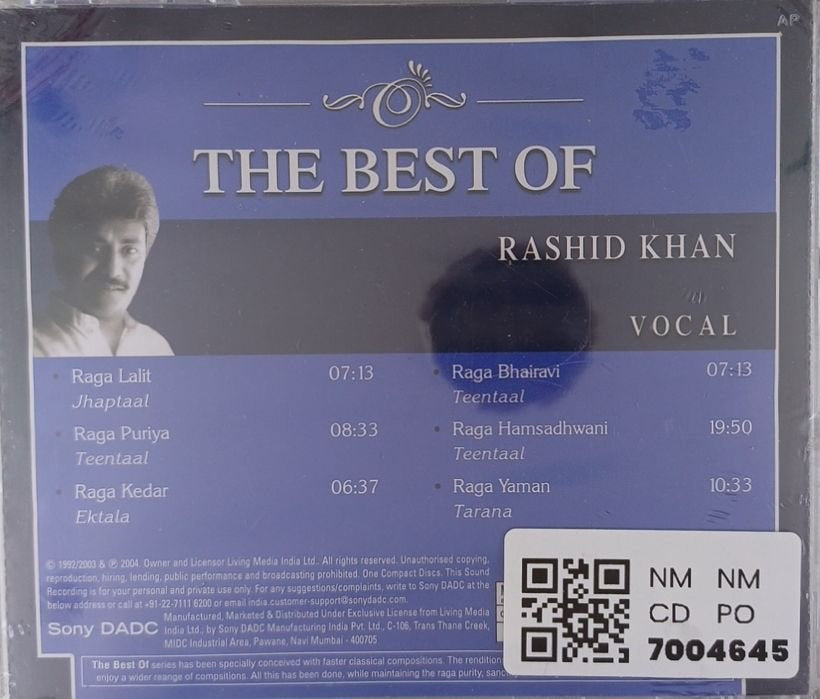 AP
THE BEST OF
RASHID KHAN
VOCAL
Raga Lalit 07:13
Jhaptaal
Raga Puriya 08:33
Teentaal
Raga Kedar 06:37
Ektala
Raga Bhairavi 07:13
Teentaal
Raga Hamsadhwani 19:50
Teentaal
Raga Yaman 10:33
Tarana
© 1992/2003 & ℗ 2004. Owner and Licensor Living Media India Ltd.. All rights reserved. Unauthorised copying,
reproduction, hiring, lending, public performance and broadcasting prohibited. One Compact Discs. This Sound
Recording is for your personal and private use only. For any suggestions/complaints, write to Sony DADC at the
below address or call at +91-22-7111 6200 or email india.customer-support@sonydadc.com.
Sony DADC
Manufactured, Marketed & Distributed Under Exclusive License from Living Media
India Ltd., by Sony DADC Manufacturing India Pvt. Ltd., C-106, Trans Thane Creek,
MIDC Industrial Area, Pawane, Navi Mumbai - 400705
The Best Of series has been specially conceived with faster classical compositions. The rendition
enjoy a wider reange of compsitions. All this has been done, while maintaining the raga purity,
NM NM
CD PO
7004645